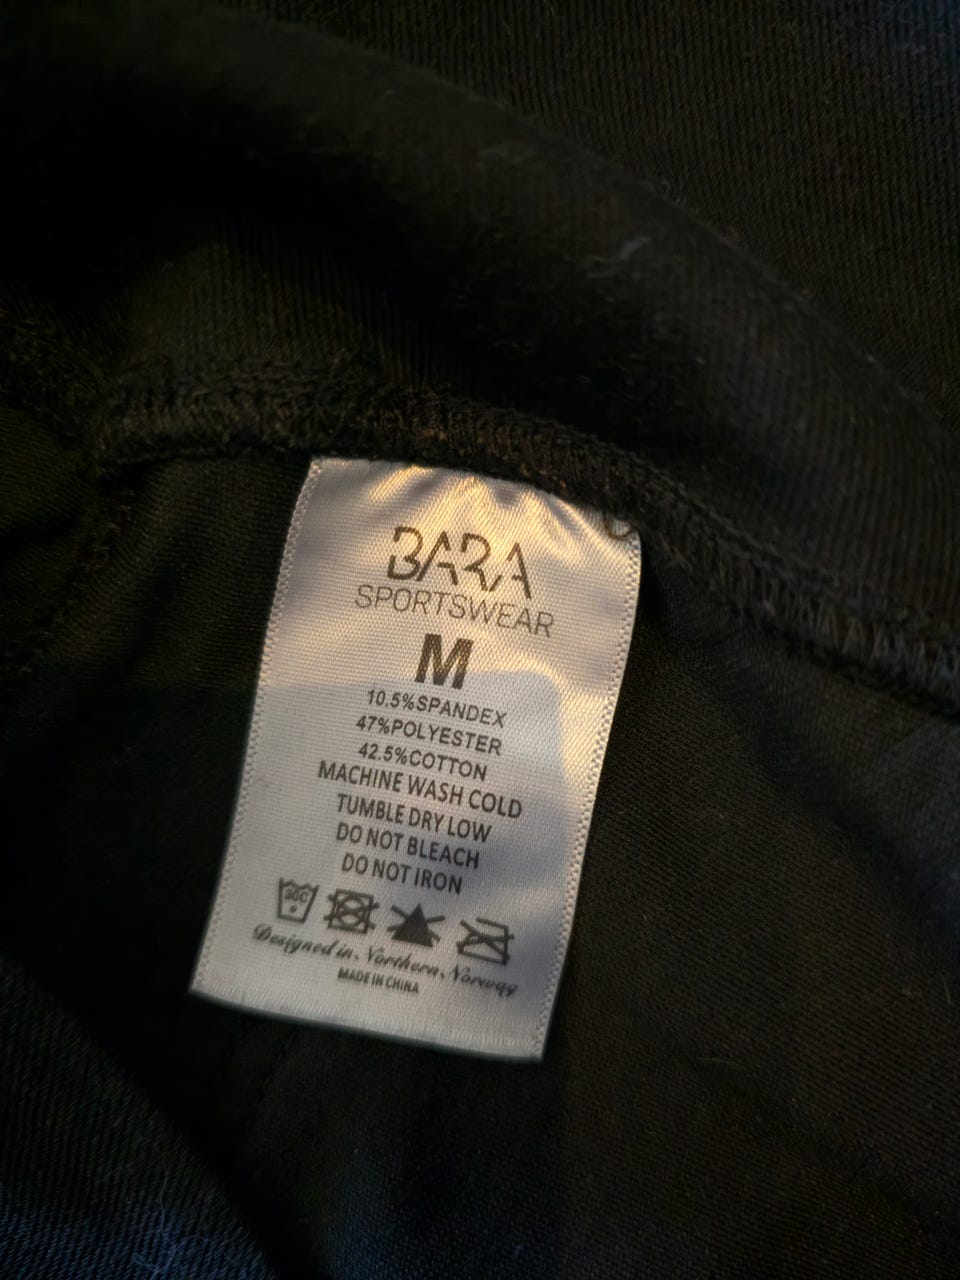 BARA
SPORTSWEAR
M
10.5%SPANDEX
47%POLYESTER
42.5%COTTON
MACHINE WASH COLD
TUMBLE DRY LOW
DO NOT BLEACH
DO NOT IRON
Designed in Northern Norway
MADE IN CHINA